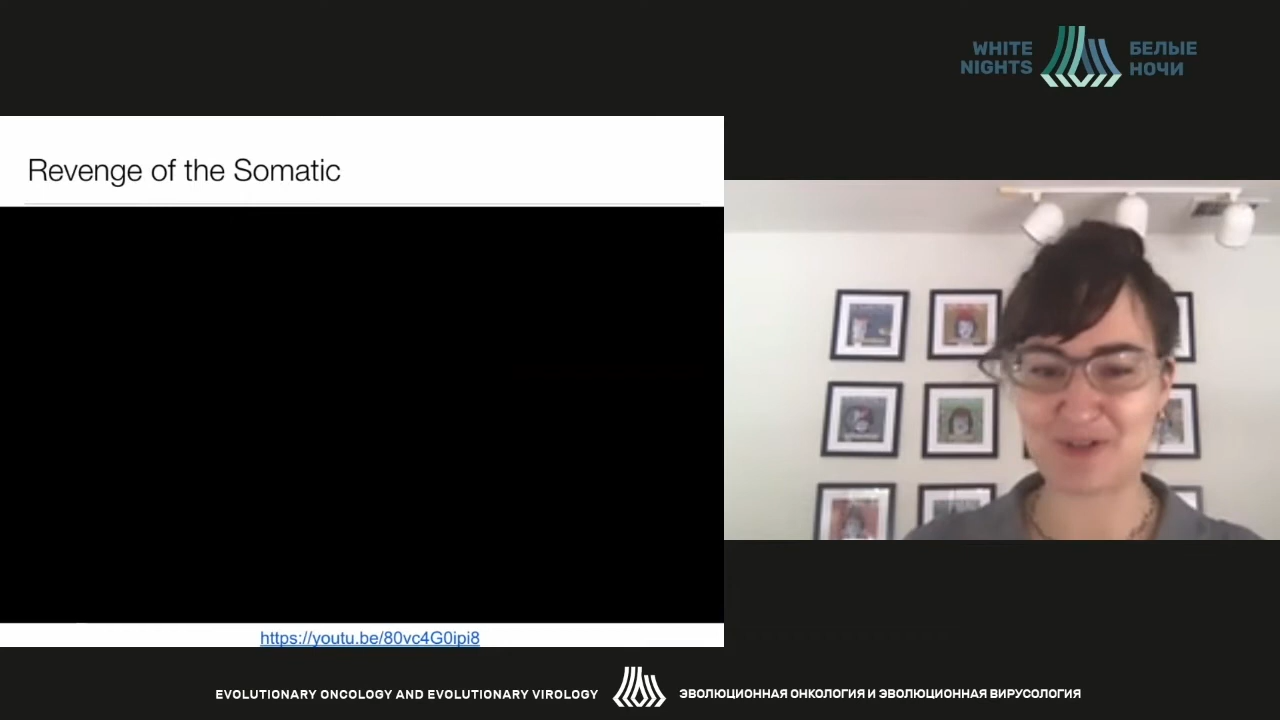 WHITE
NIGHTS
БЕЛЫЕ
НОЧИ
Revenge of the Somatic
https://youtu.be/80vc4G0ipi8
EVOLUTIONARY ONCOLOGY AND EVOLUTIONARY VIROLOGY
ЭВОЛЮЦИОННАЯ ОНКОЛОГИЯ И ЭВОЛЮЦИОННАЯ ВИРУСОЛОГИЯ